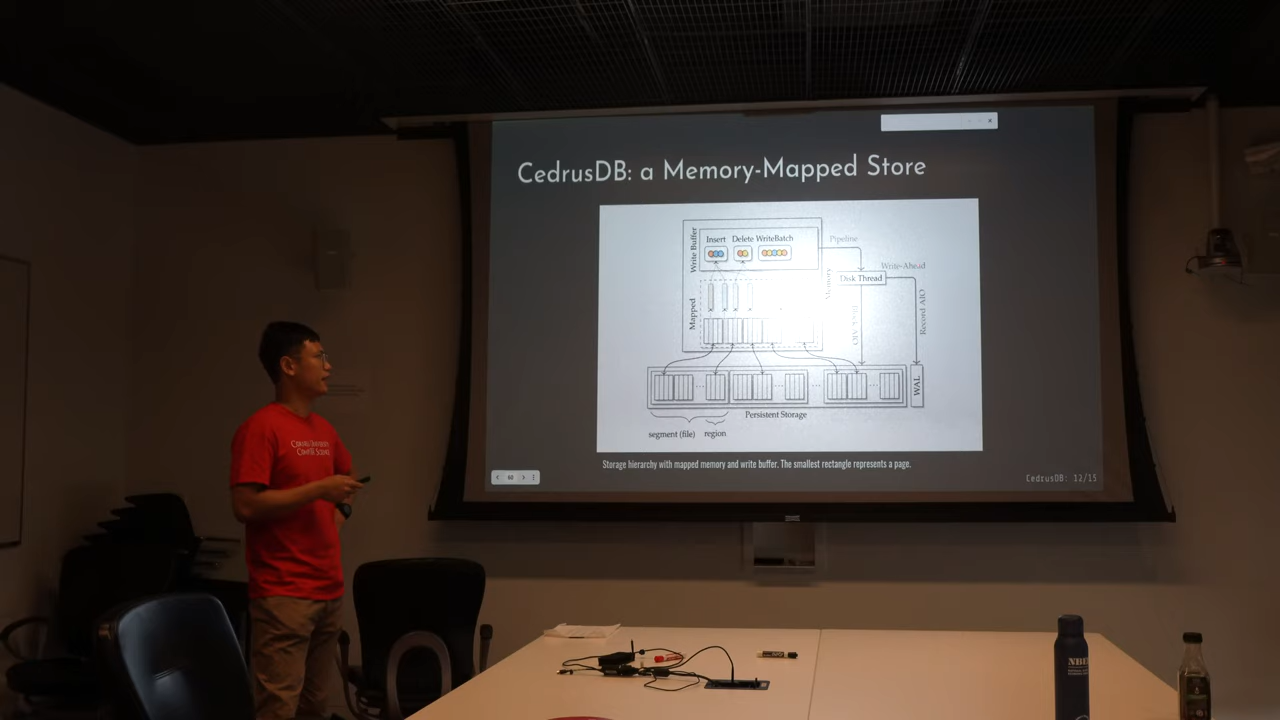 CedrusDB: a Memory-Mapped Store
Write Buffer
Insert
Delete
WriteBatch
Pipeline
Write-Ahead
Disk Thread
Memory
Mapped
Record AIO
WAL
Persistent Storage
segment (file)
region
Storage hierarchy with mapped memory and write buffer. The smallest rectangle represents a page.
CedrusDB: 12/15